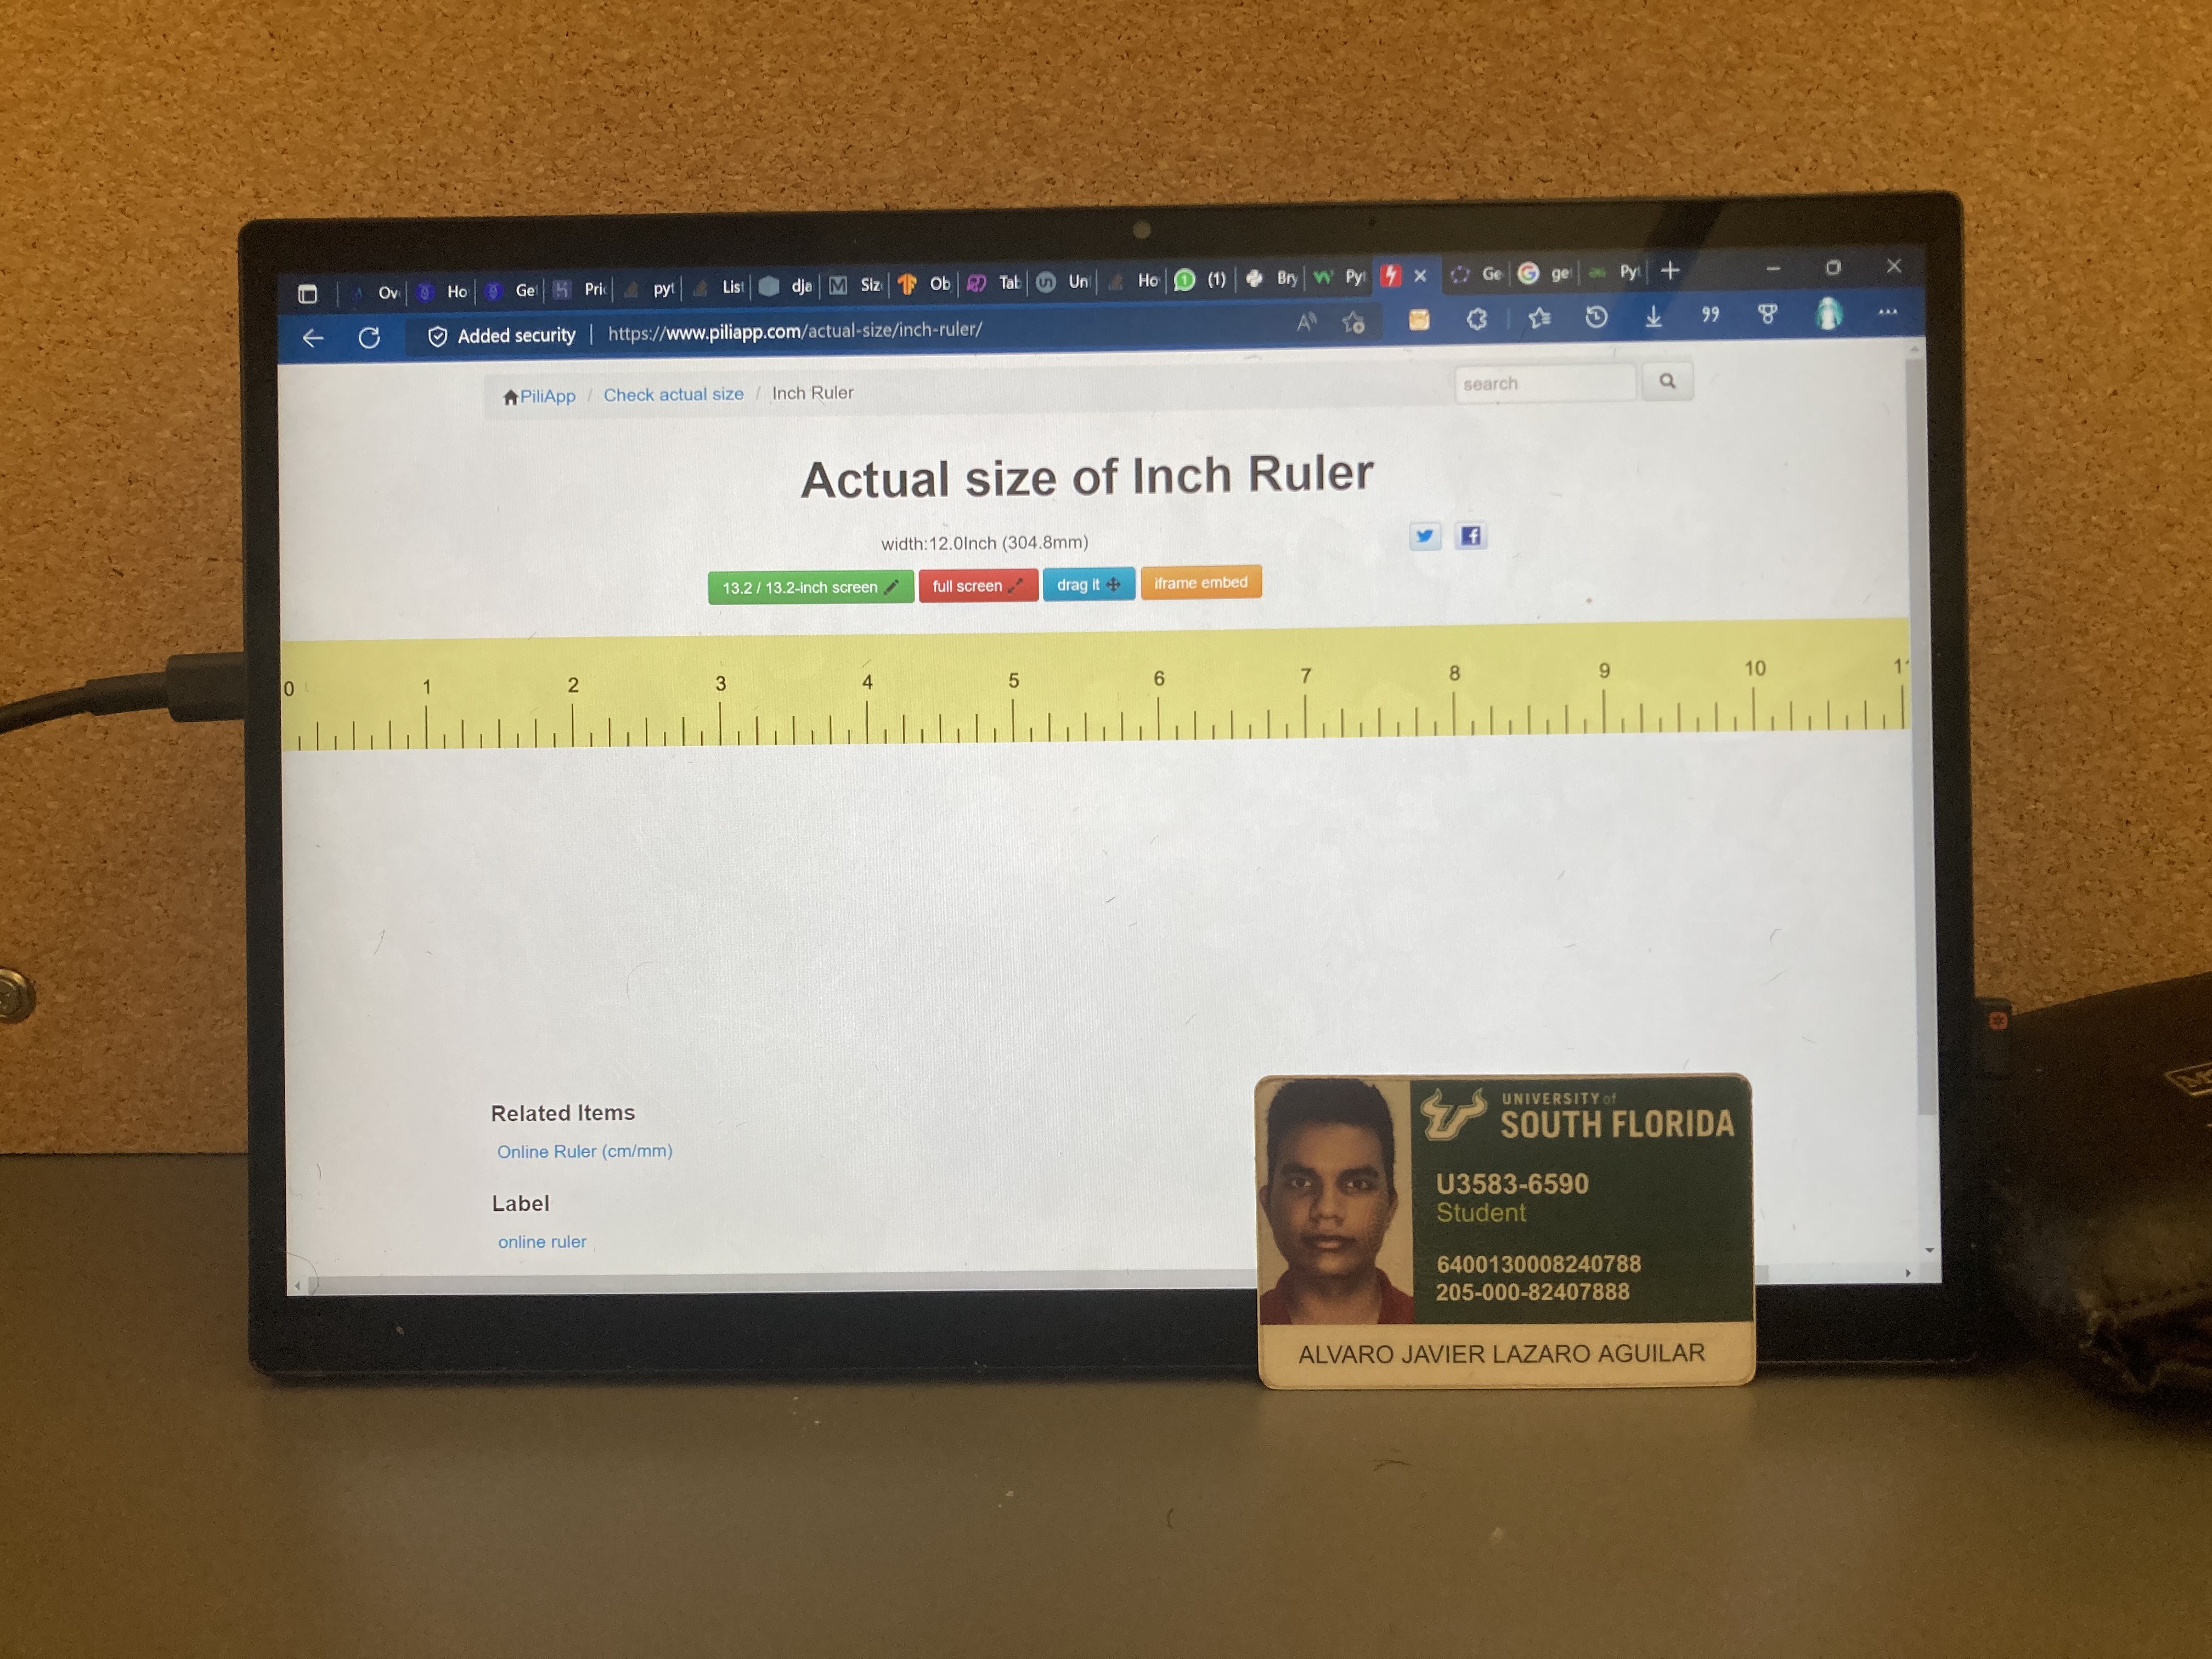 Ov Ho Ge Pri pyt List dja Siz Ob Tab Un Ho (1) Bry Py Ge ge Py
Added security | https://www.piliapp.com/actual-size/inch-ruler/
PiliApp / Check actual size / Inch Ruler search
Actual size of Inch Ruler
width:12.0Inch (304.8mm)
13.2 / 13.2-inch screen full screen drag it iframe embed
0 1 2 3 4 5 6 7 8 9 10
Related Items
Online Ruler (cm/mm)
Label
online ruler
UNIVERSITY of
SOUTH FLORIDA
U3583-6590
Student
6400130008240788
205-000-82407888
ALVARO JAVIER LAZARO AGUILAR